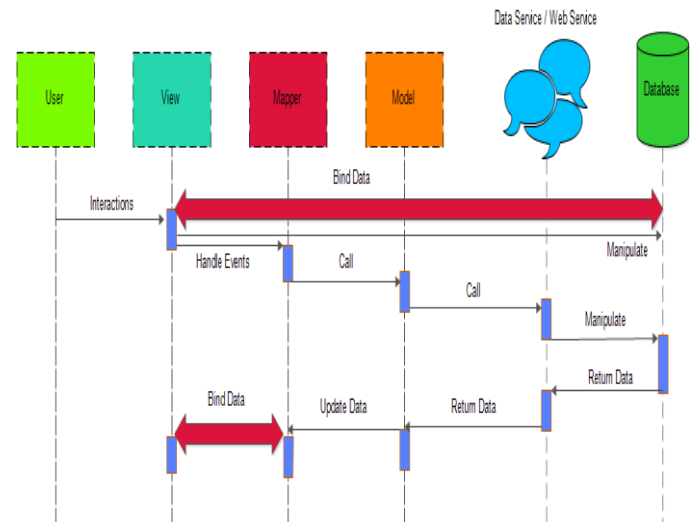 Data Service / Web Service
User
View
Mapper
Model
Database
Bind Data
Interactions
Manipulate
Handle Events
Call
Call
Manipulate
Return Data
Bind Data
Update Data
Return Data